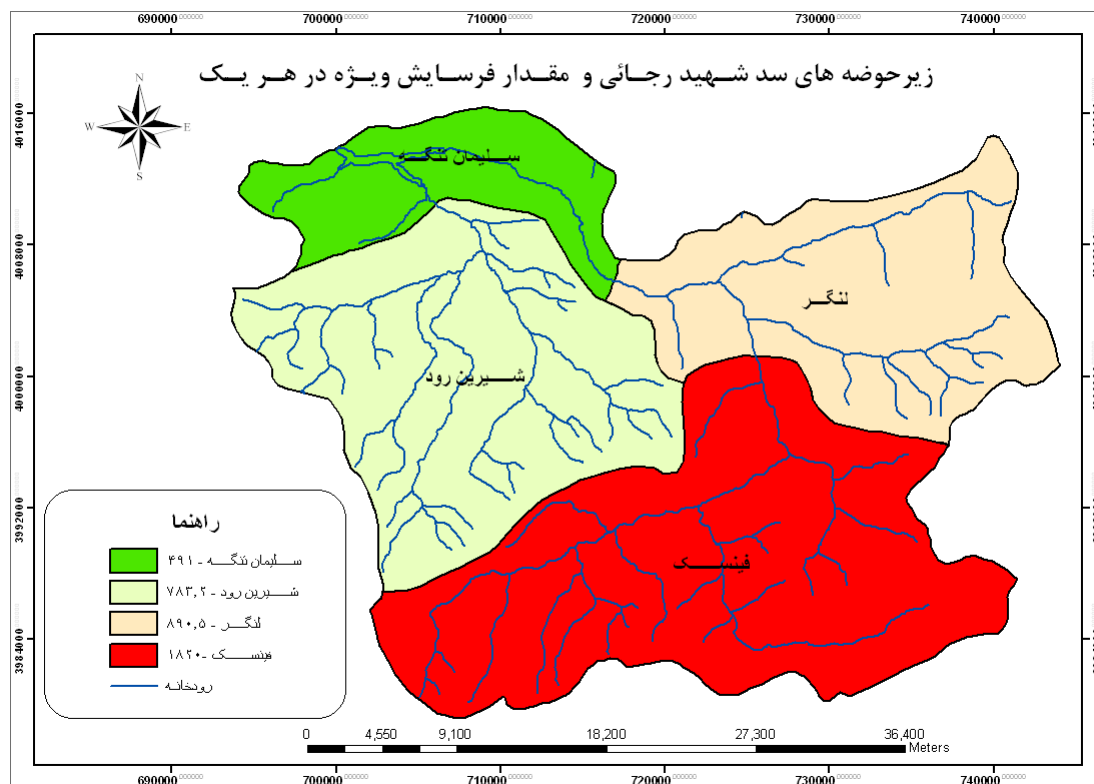 690000 700000 710000 720000 730000 740000
زیرحوضه های سد شهید رجائی و مقدار فرسایش ویژه در هر یک
N
W E
S
4016000
4008000
4000000
3992000
3984000
سلیمان تنگه
لنگر
شیرین رود
فینسک
راهنما
سلیمان تنگه - ۴۹۱
شیرین رود - ۷۸۳,۲
لنگر - ۸۹۰,۵
فینسک - ۱۸۲۰
رودخانه
0 4,550 9,100 18,200 27,300 36,400
Meters
690000 700000 710000 720000 730000 740000